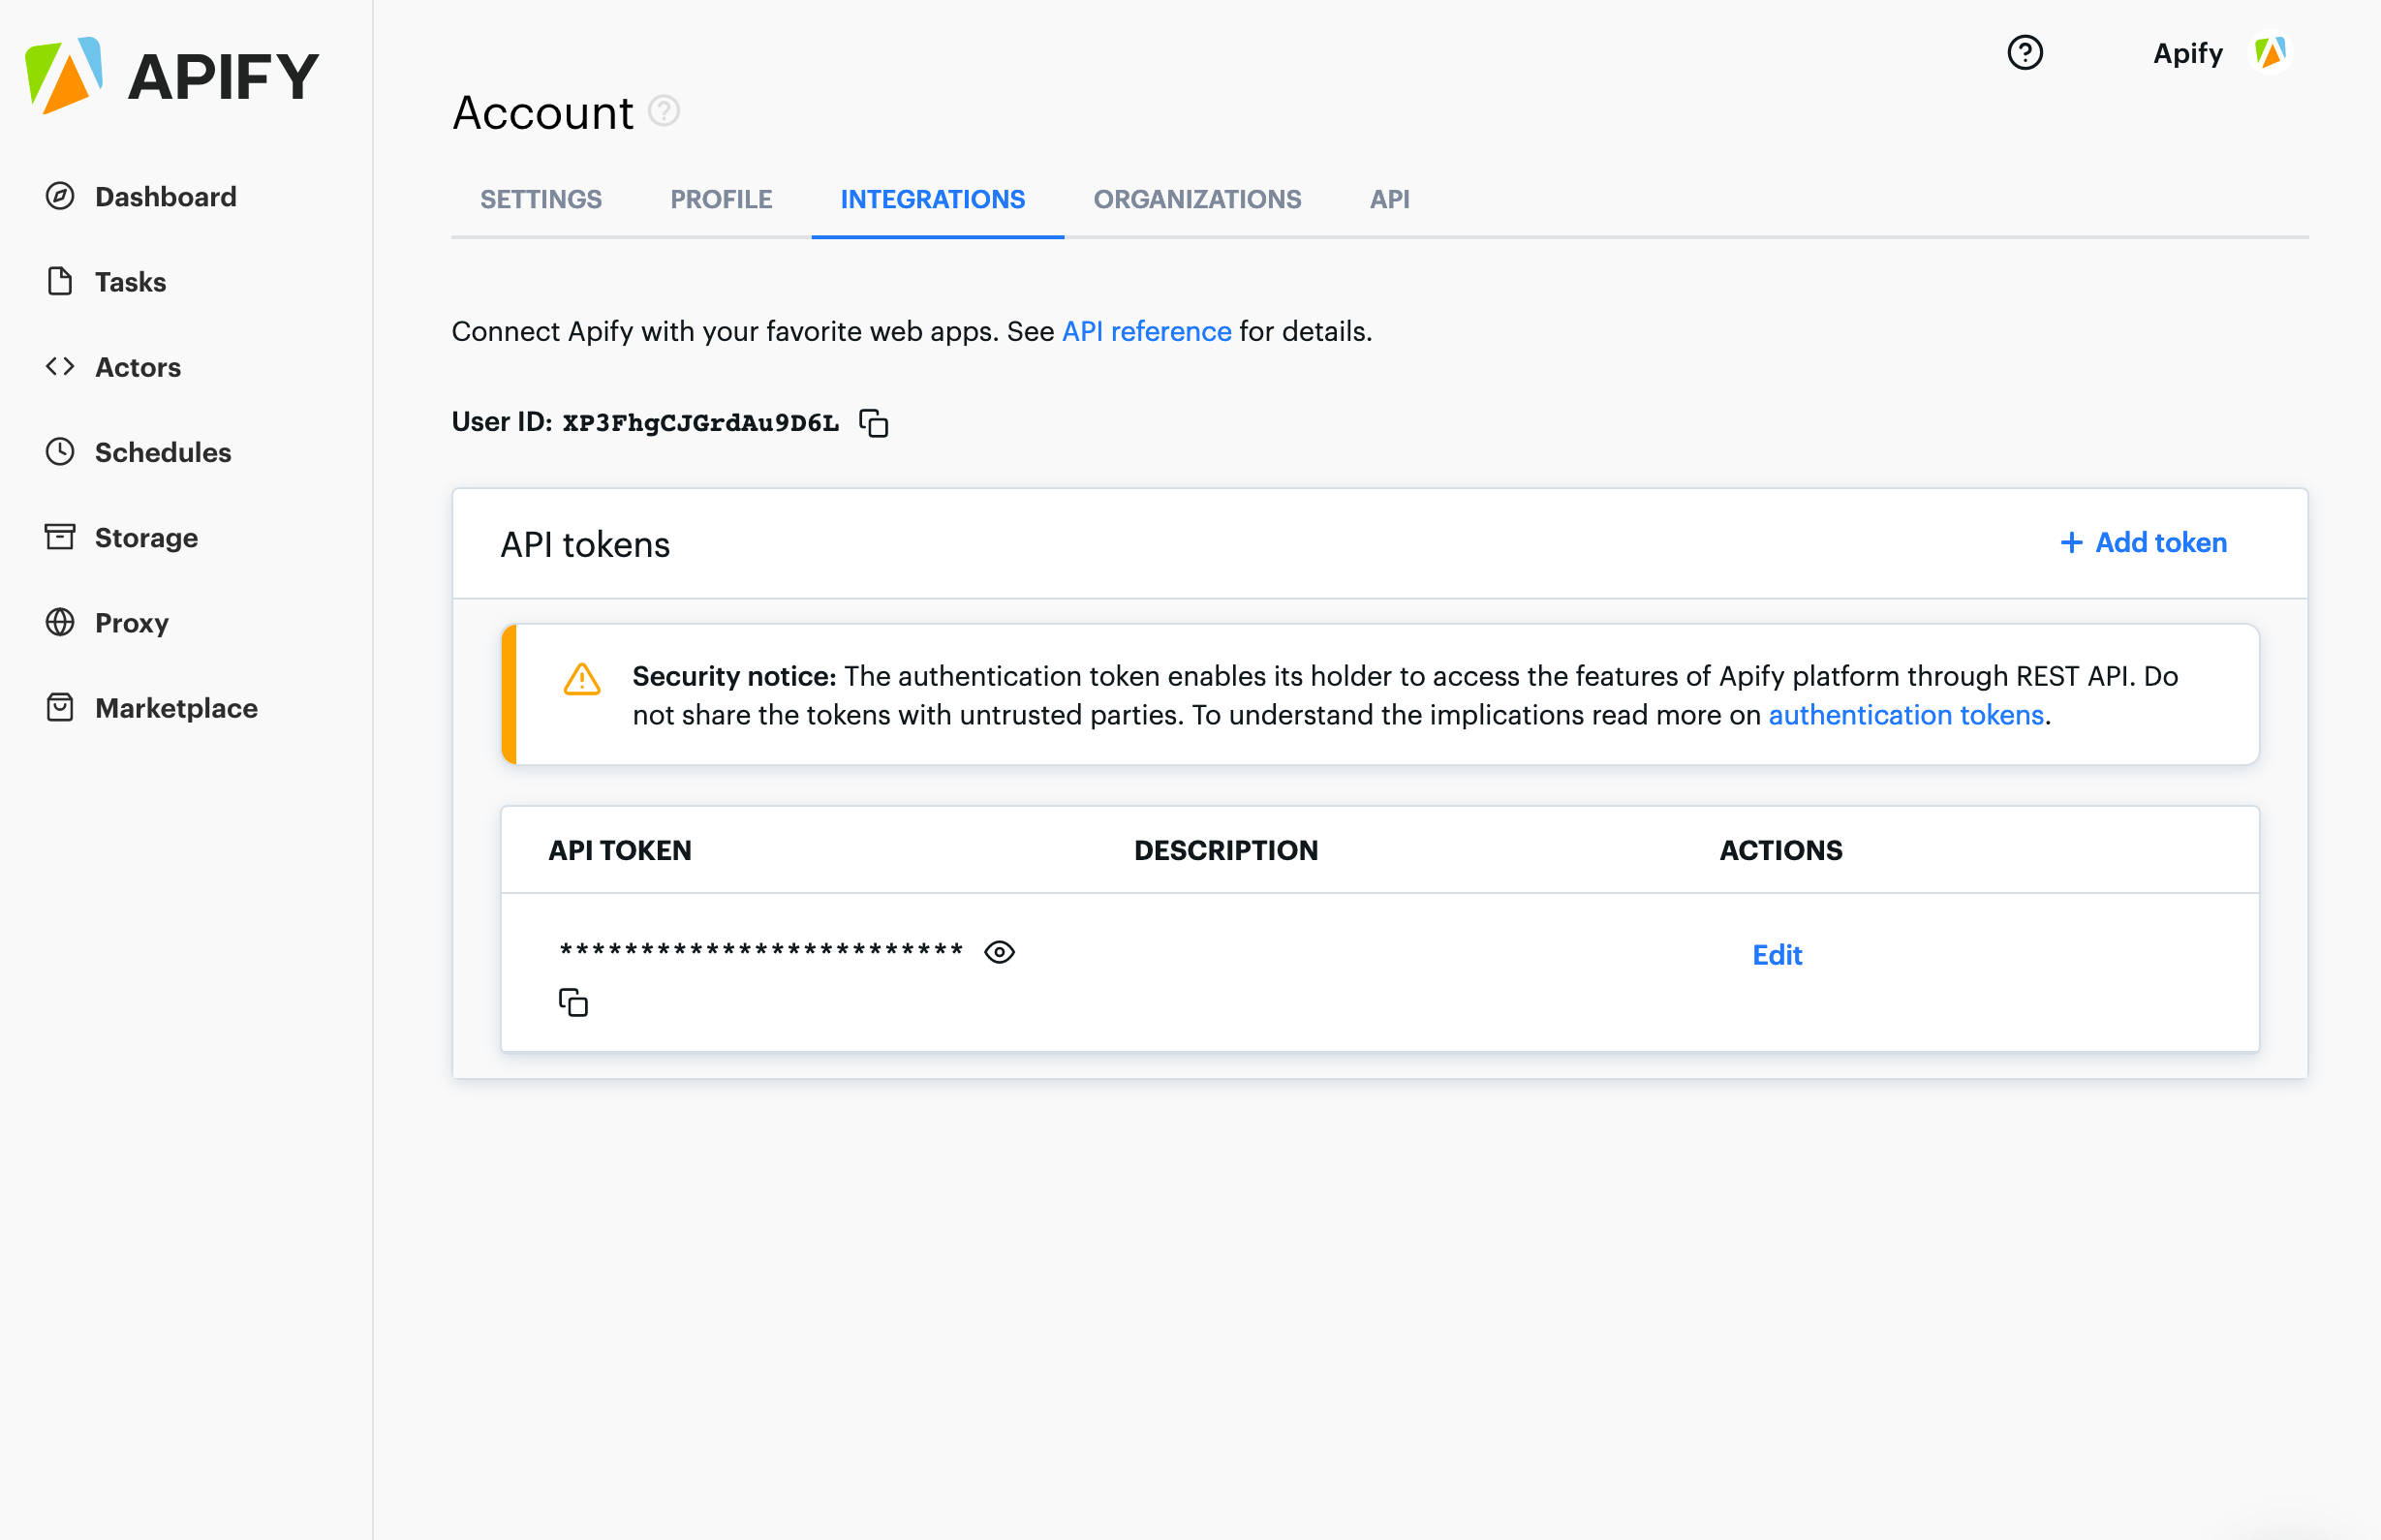 APIFY
Dashboard
Tasks
Actors
Schedules
Storage
Proxy
Marketplace
Apify
Account
SETTINGS PROFILE INTEGRATIONS ORGANIZATIONS API
Connect Apify with your favorite web apps. See API reference for details.
User ID: XP3FhgCJGrdAu9D6L
API tokens
+ Add token
Security notice: The authentication token enables its holder to access the features of Apify platform through REST API. Do
not share the tokens with untrusted parties. To understand the implications read more on authentication tokens.
API TOKEN DESCRIPTION ACTIONS
************************* Edit